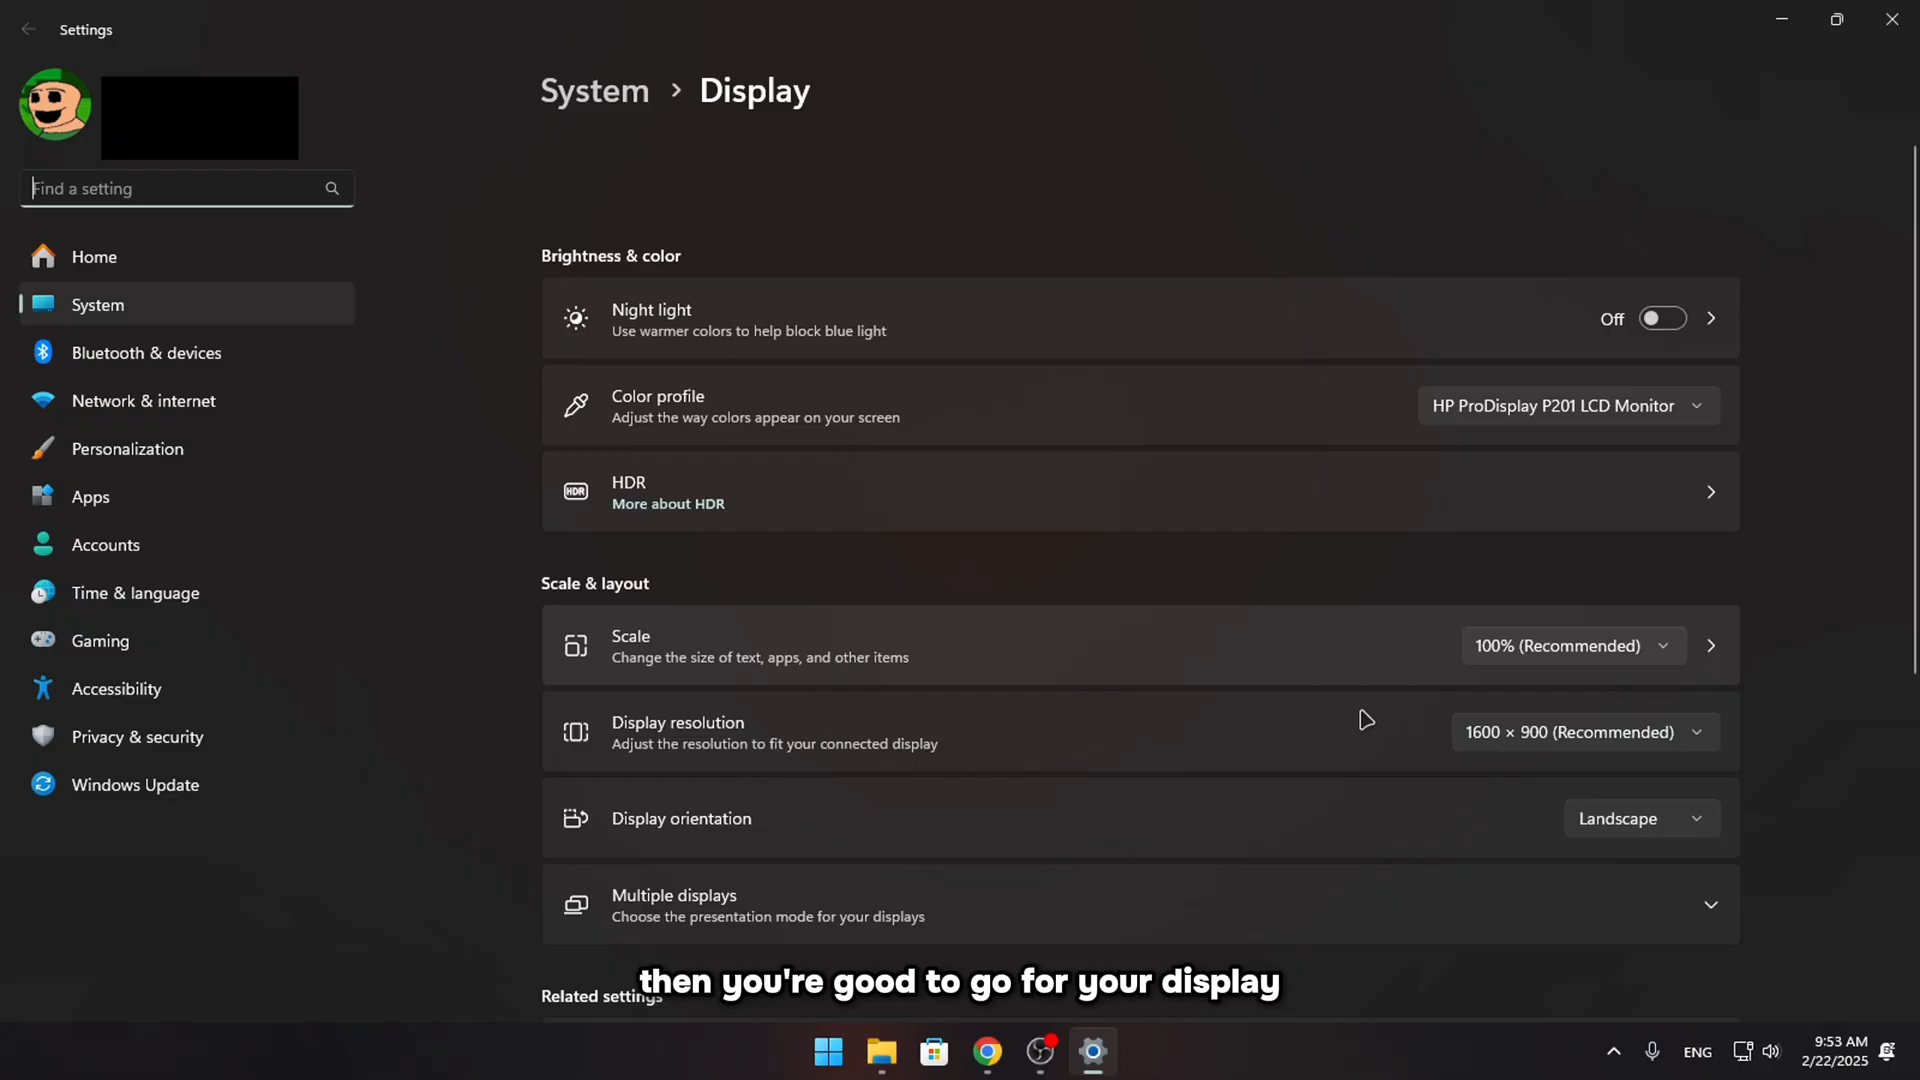 Settings
System > Display
Find a setting
Home
System
Bluetooth & devices
Network & internet
Personalization
Apps
Accounts
Time & language
Gaming
Accessibility
Privacy & security
Windows Update
Brightness & color
Night light
Use warmer colors to help block blue light
Off
Color profile
Adjust the way colors appear on your screen
HP ProDisplay P201 LCD Monitor
HDR
HDR
More about HDR
Scale & layout
Scale
Change the size of text, apps, and other items
100% (Recommended)
Display resolution
Adjust the resolution to fit your connected display
1600 × 900 (Recommended)
Display orientation
Landscape
Multiple displays
Choose the presentation mode for your displays
Related settings
then you're good to go for your display
ENG
9:53 AM
2/22/2025